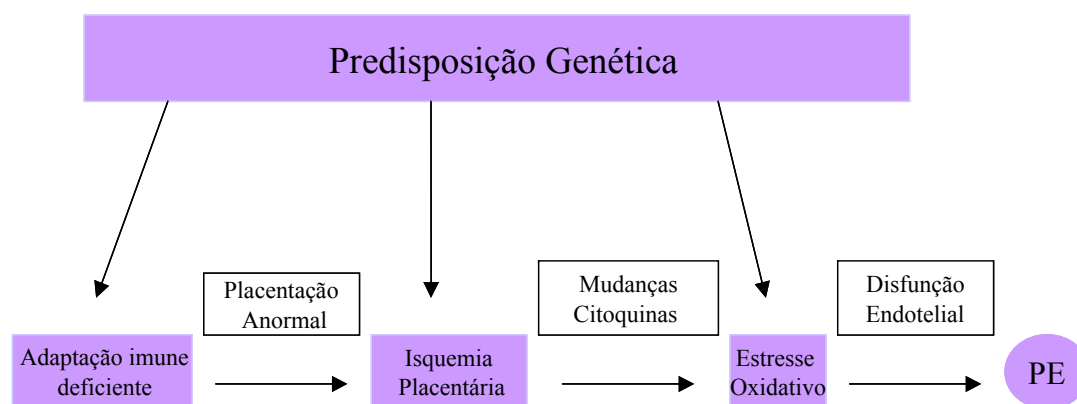 Predisposição Genética
Placentação
Anormal
Mudanças
Citoquinas
Disfunção
Endotelial
Adaptação imune
deficiente
Isquemia
Placentária
Estresse
Oxidativo
PE